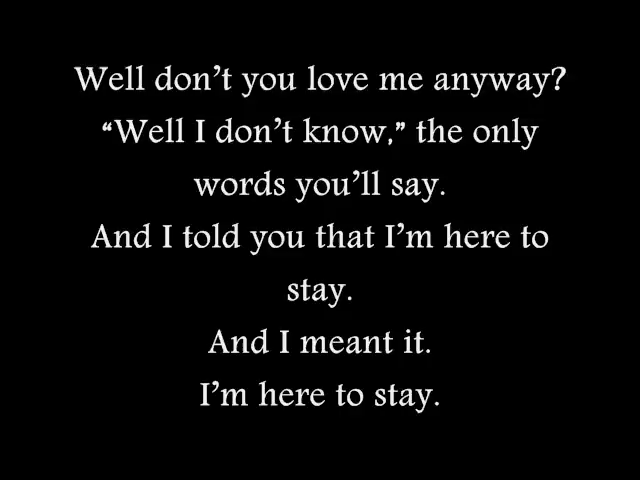 Well don’t you love me anyway?
“Well I don’t know,” the only
words you’ll say.
And I told you that I’m here to
stay.
And I meant it.
I’m here to stay.